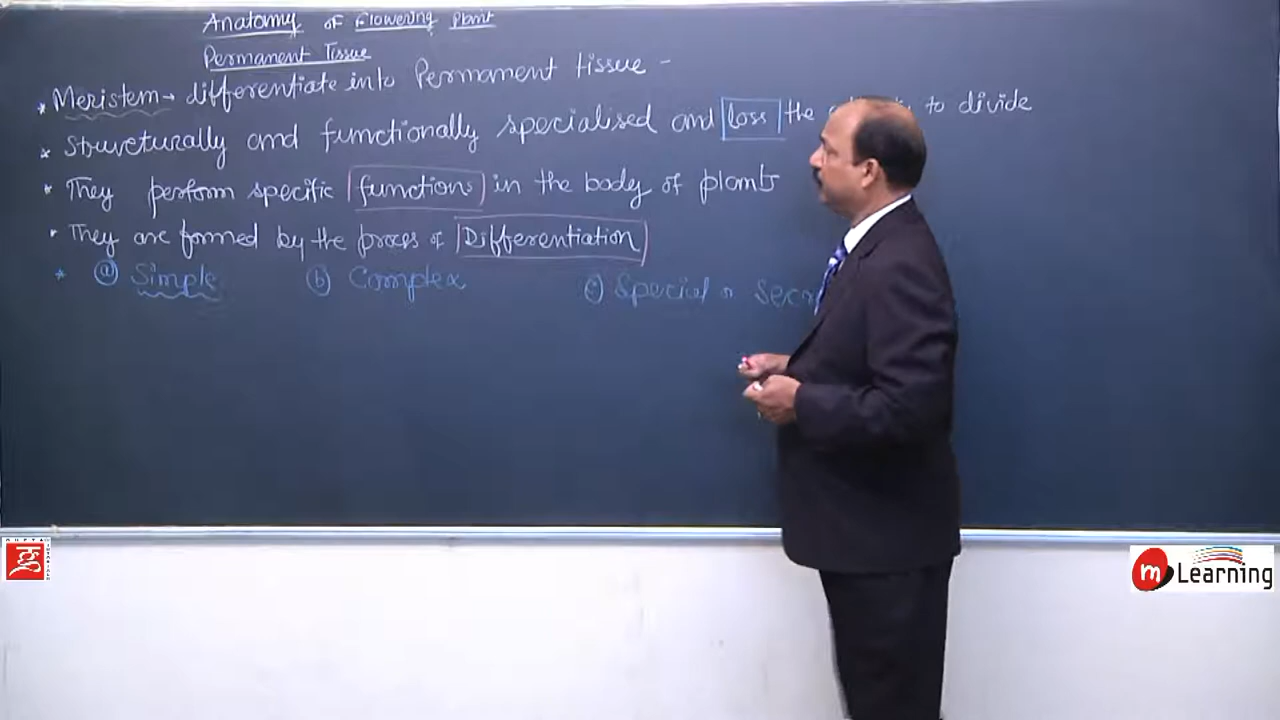 Anatomy of Flowering Plant
Permanent Tissue
* Meristem → differentiate into Permanent tissue -
* Structurally and functionally specialised and loss the to divide
* They perform specific functions in the body of plants
* They are formed by the proces of Differentiation
* (a) Simple (b) Complex (c) Special or
m Learning